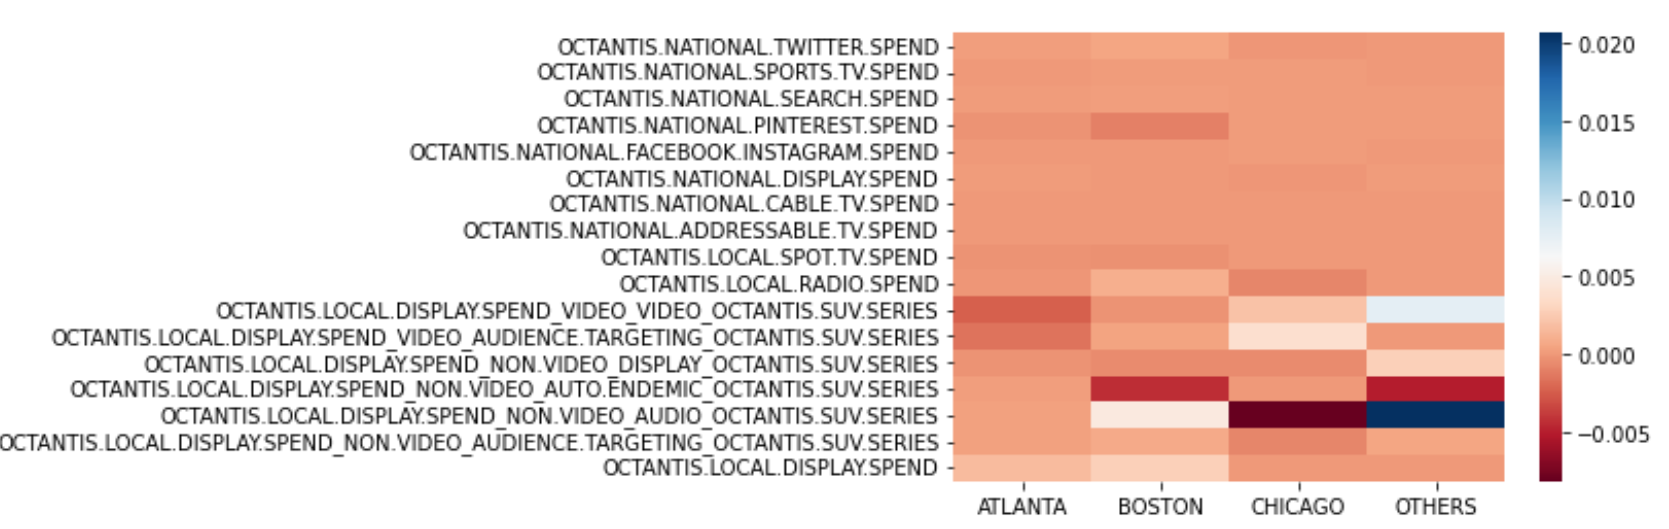 OCTANTIS.NATIONAL.TWITTER.SPEND
OCTANTIS.NATIONAL.SPORTS.TV.SPEND
OCTANTIS.NATIONAL.SEARCH.SPEND
OCTANTIS.NATIONAL.PINTEREST.SPEND
OCTANTIS.NATIONAL.FACEBOOK.INSTAGRAM.SPEND
OCTANTIS.NATIONAL.DISPLAY.SPEND
OCTANTIS.NATIONAL.CABLE.TV.SPEND
OCTANTIS.NATIONAL.ADDRESSABLE.TV.SPEND
OCTANTIS.LOCAL.SPOT.TV.SPEND
OCTANTIS.LOCAL.RADIO.SPEND
OCTANTIS.LOCAL.DISPLAY.SPEND_VIDEO_VIDEO_OCTANTIS.SUV.SERIES
OCTANTIS.LOCAL.DISPLAY.SPEND_VIDEO_AUDIENCE.TARGETING_OCTANTIS.SUV.SERIES
OCTANTIS.LOCAL.DISPLAY.SPEND_NON.VIDEO_DISPLAY_OCTANTIS.SUV.SERIES
OCTANTIS.LOCAL.DISPLAY.SPEND_NON.VIDEO_AUTO.ENDEMIC_OCTANTIS.SUV.SERIES
OCTANTIS.LOCAL.DISPLAY.SPEND_NON.VIDEO_AUDIO_OCTANTIS.SUV.SERIES
OCTANTIS.LOCAL.DISPLAY.SPEND_NON.VIDEO_AUDIENCE.TARGETING_OCTANTIS.SUV.SERIES
OCTANTIS.LOCAL.DISPLAY.SPEND
ATLANTA BOSTON CHICAGO OTHERS
0.020
0.015
0.010
0.005
0.000
−0.005